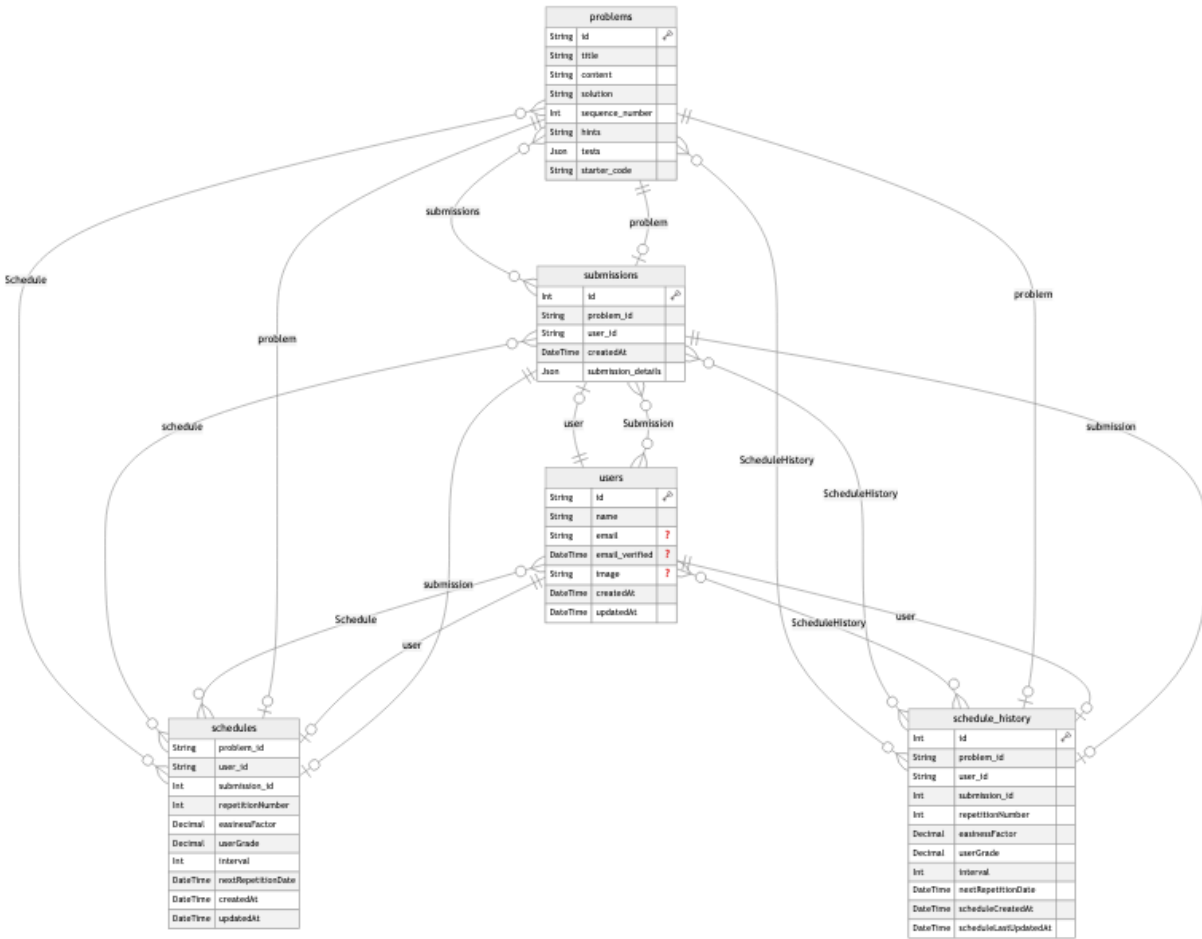 problems
String id
String title
String content
String solution
Int sequence_number
String hints
Json tests
String starter_code
submissions
problem
Schedule
problem
problem
submissions
Int id
String problem_id
String user_id
DateTime createdAt
Json submission_details
schedule
user
Submission
submission
ScheduleHistory
ScheduleHistory
users
String id
String name
String email ?
DateTime email_verified ?
String image ?
DateTime createdAt
DateTime updatedAt
submission
Schedule
user
ScheduleHistory
user
schedules
String problem_id
String user_id
Int submission_id
Int repetitionNumber
Decimal easinessFactor
Decimal userGrade
Int interval
DateTime nextRepetitionDate
DateTime createdAt
DateTime updatedAt
schedule_history
Int id
String problem_id
String user_id
Int submission_id
Int repetitionNumber
Decimal easinessFactor
Decimal userGrade
Int interval
DateTime nextRepetitionDate
DateTime scheduleCreatedAt
DateTime scheduleLastUpdatedAt